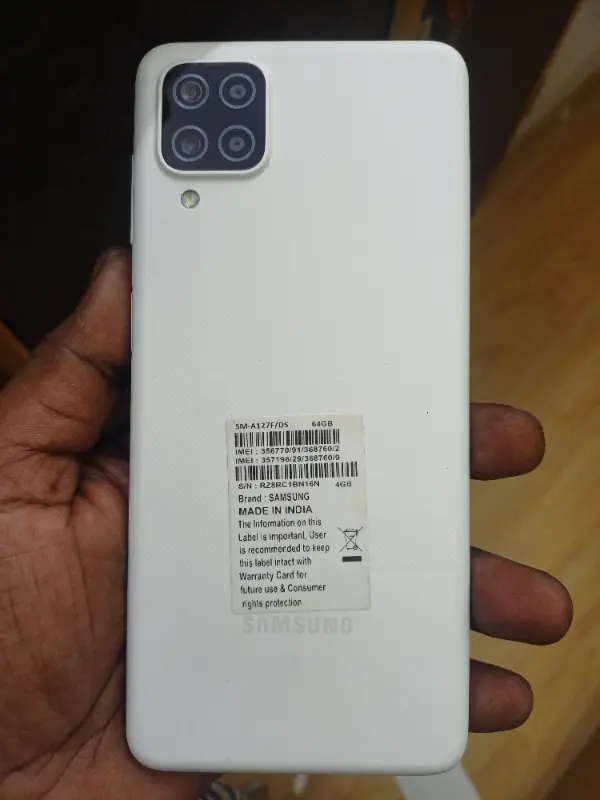 SM-A127F/DS 64GB
IMEI : 356770/91/368760/2
IMEI : 357196/29/368760/9
S/N : RZ8RC1BN16N 4GB
Brand : SAMSUNG
MADE IN INDIA
The Information on this
Label is important, User
is recommended to keep
this label intact with
Warranty Card for
future use & Consumer
rights protection
SAMSUNG